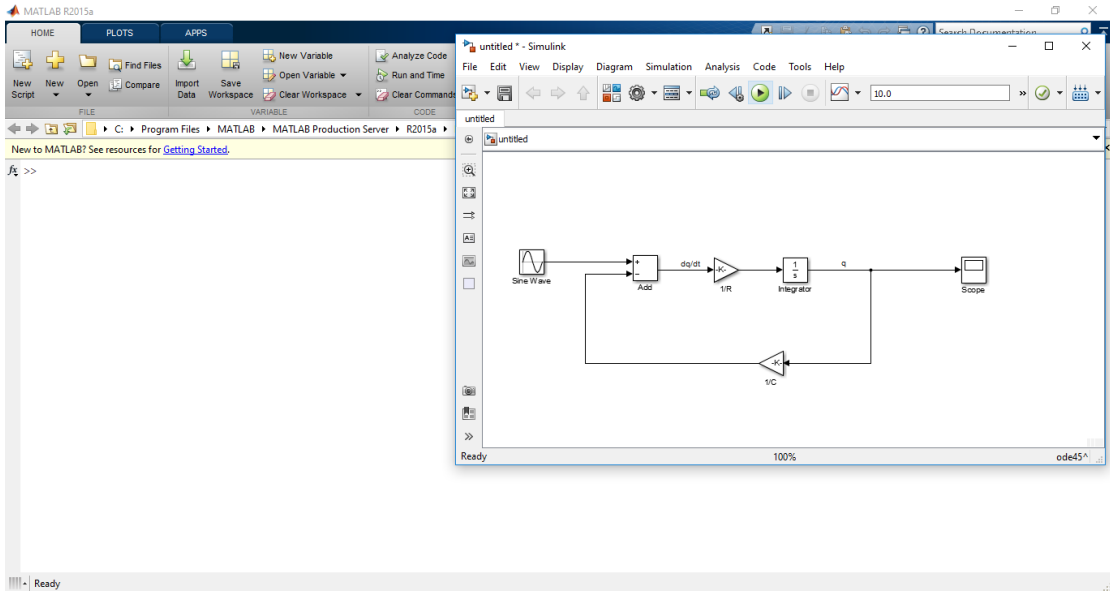 MATLAB R2015a
HOME PLOTS APPS
Search Documentation
New Script
New
Open
Find Files
Compare
Import Data
Save Workspace
New Variable
Open Variable
Clear Workspace
Analyze Code
Run and Time
Clear Commands
FILE VARIABLE CODE
C: Program Files MATLAB MATLAB Production Server R2015a
New to MATLAB? See resources for Getting Started.
fx >>
untitled * - Simulink
File Edit View Display Diagram Simulation Analysis Code Tools Help
10.0 »
untitled
untitled
Sine Wave
+
−
Add
dq/dt
-K-
1/R
1
s
Integrator
q
Scope
-K-
1/C
»
Ready 100% ode45^
Ready